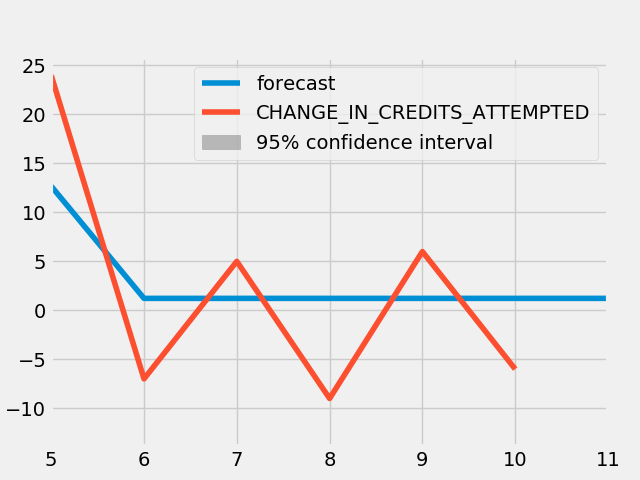 25
20
15
10
5
0
−5
−10
forecast
CHANGE_IN_CREDITS_ATTEMPTED
95% confidence interval
5 6 7 8 9 10 11